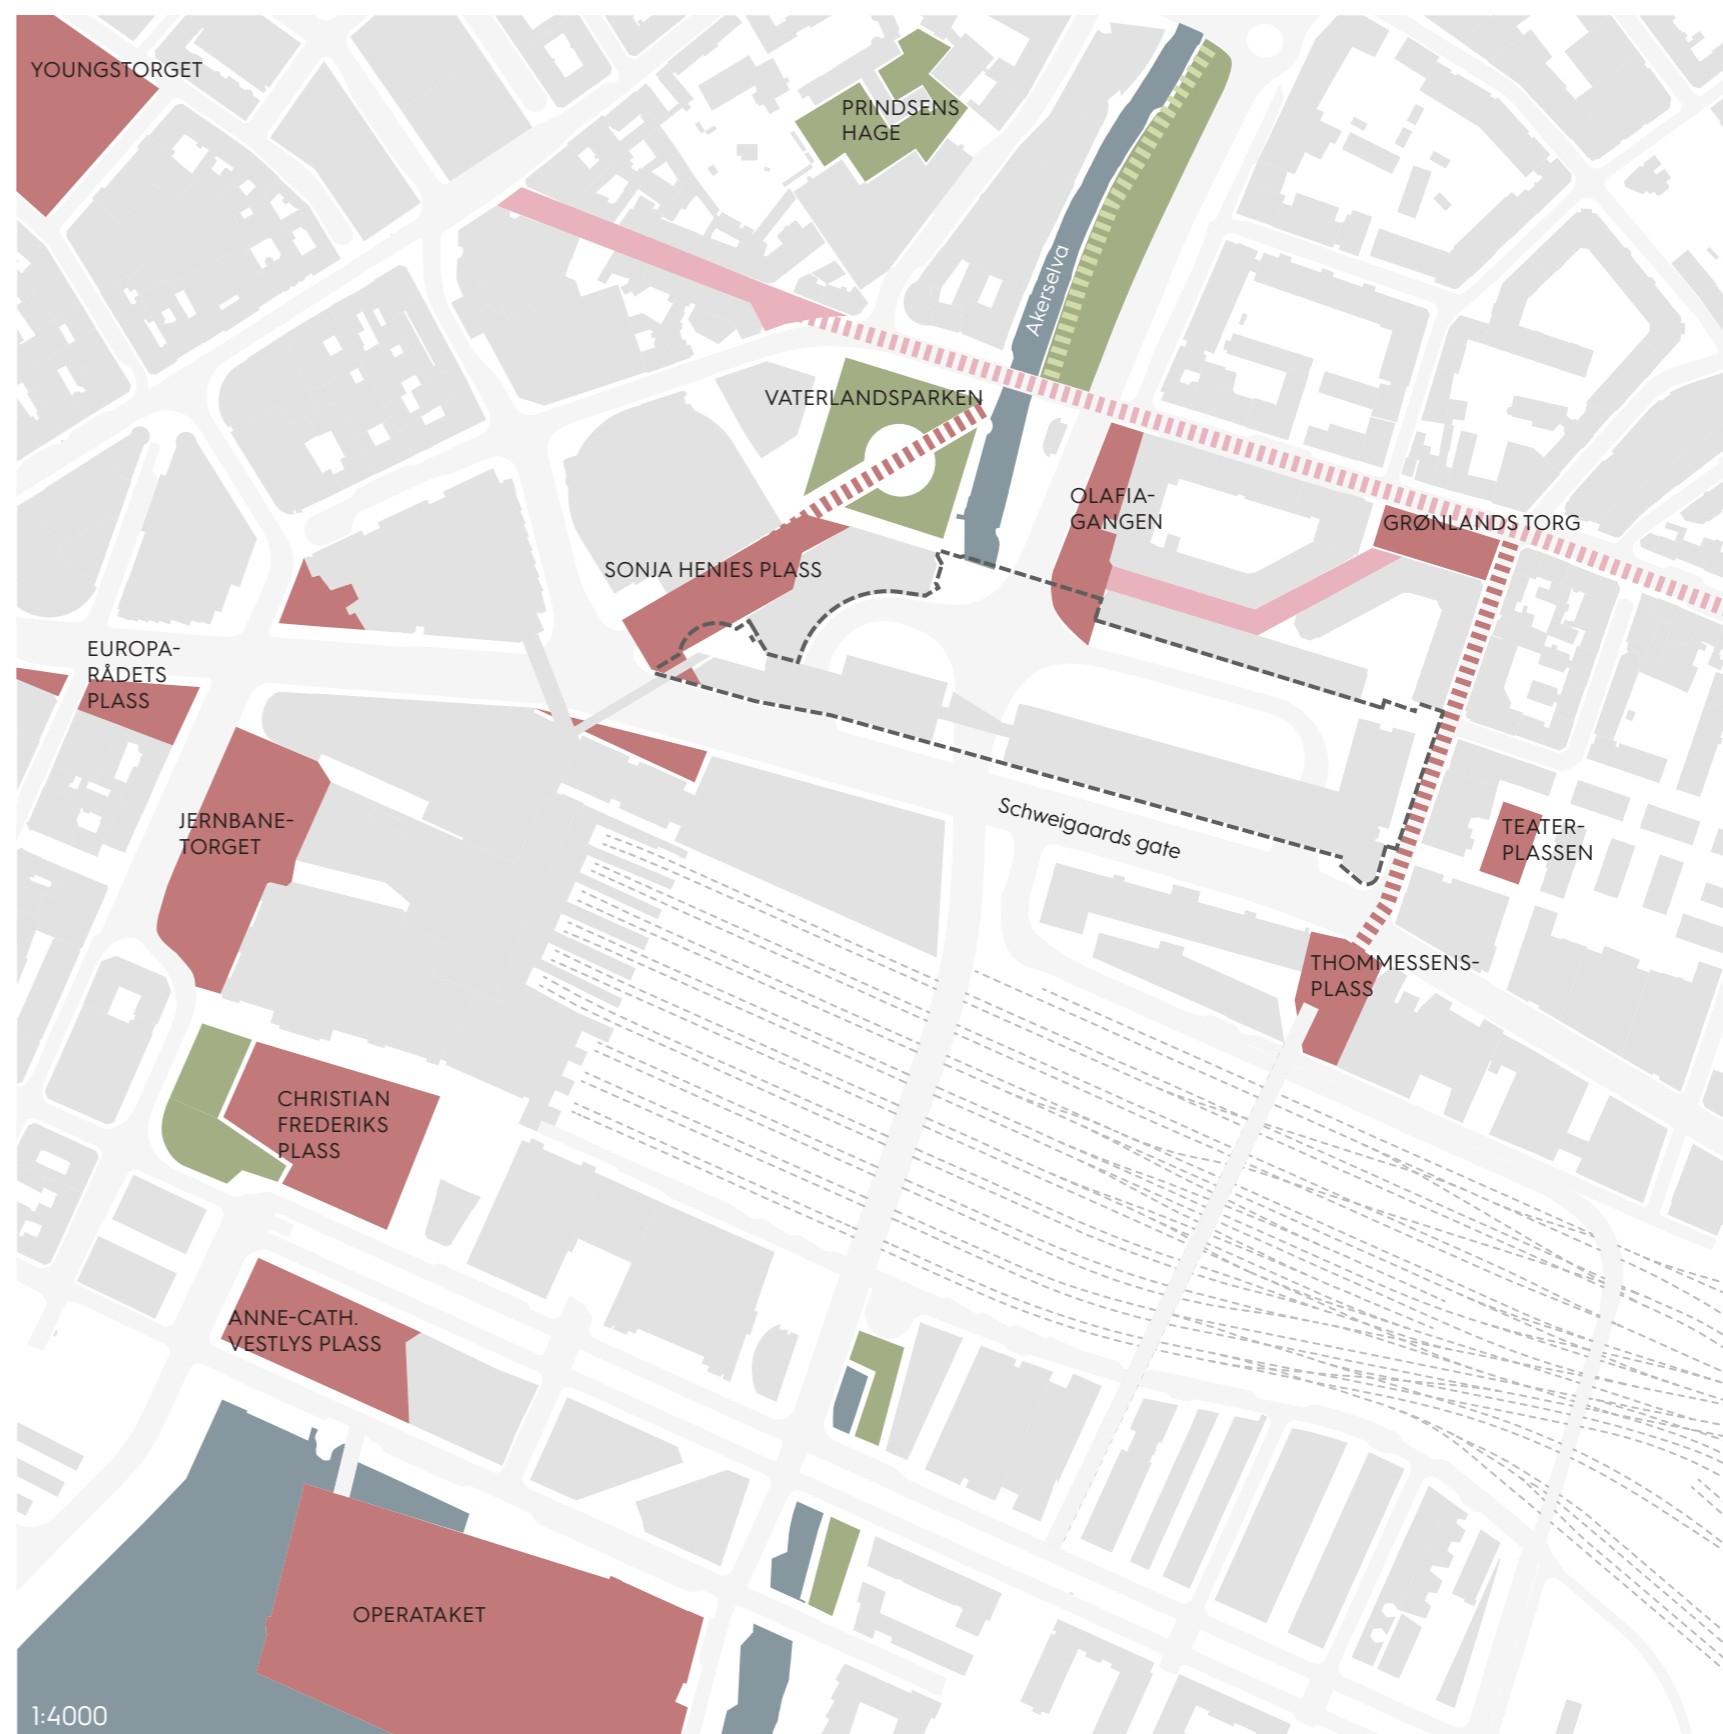 YOUNGSTORGET
PRINDSENS
HAGE
Akerselva
VATERLANDSPARKEN
OLAFIA-
GANGEN
GRØNLANDS TORG
SONJA HENIES PLASS
EUROPA-
RÅDETS
PLASS
JERNBANE-
TORGET
Schweigaards gate
TEATER-
PLASSEN
THOMMESSENS-
PLASS
CHRISTIAN
FREDERIKS
PLASS
ANNE-CATH.
VESTLYS PLASS
OPERATAKET
1:4000